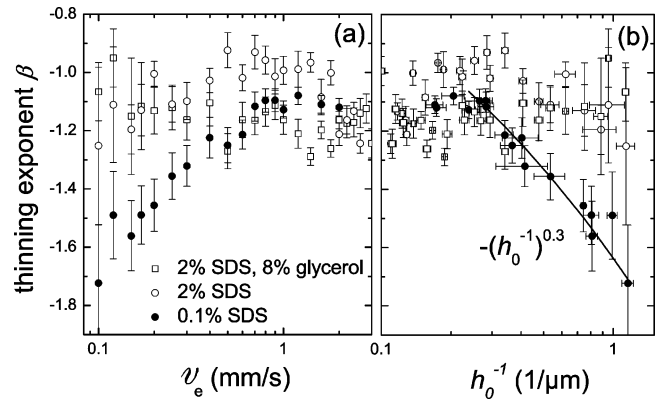 (a)
(b)
-0.8
-1.0
-1.2
-1.4
-1.6
-1.8
thinning exponent β
2% SDS, 8% glycerol
2% SDS
0.1% SDS
-(h₀⁻¹)⁰·³
0.1
1
0.1
1
υₑ (mm/s)
h₀⁻¹ (1/µm)